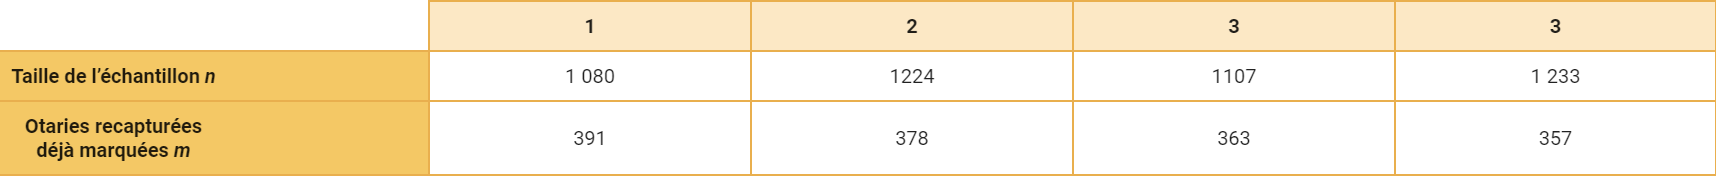 1 2 3 3
Taille de l’échantillon n 1 080 1224 1107 1 233
Otaries recapturées
déjà marquées m 391 378 363 357